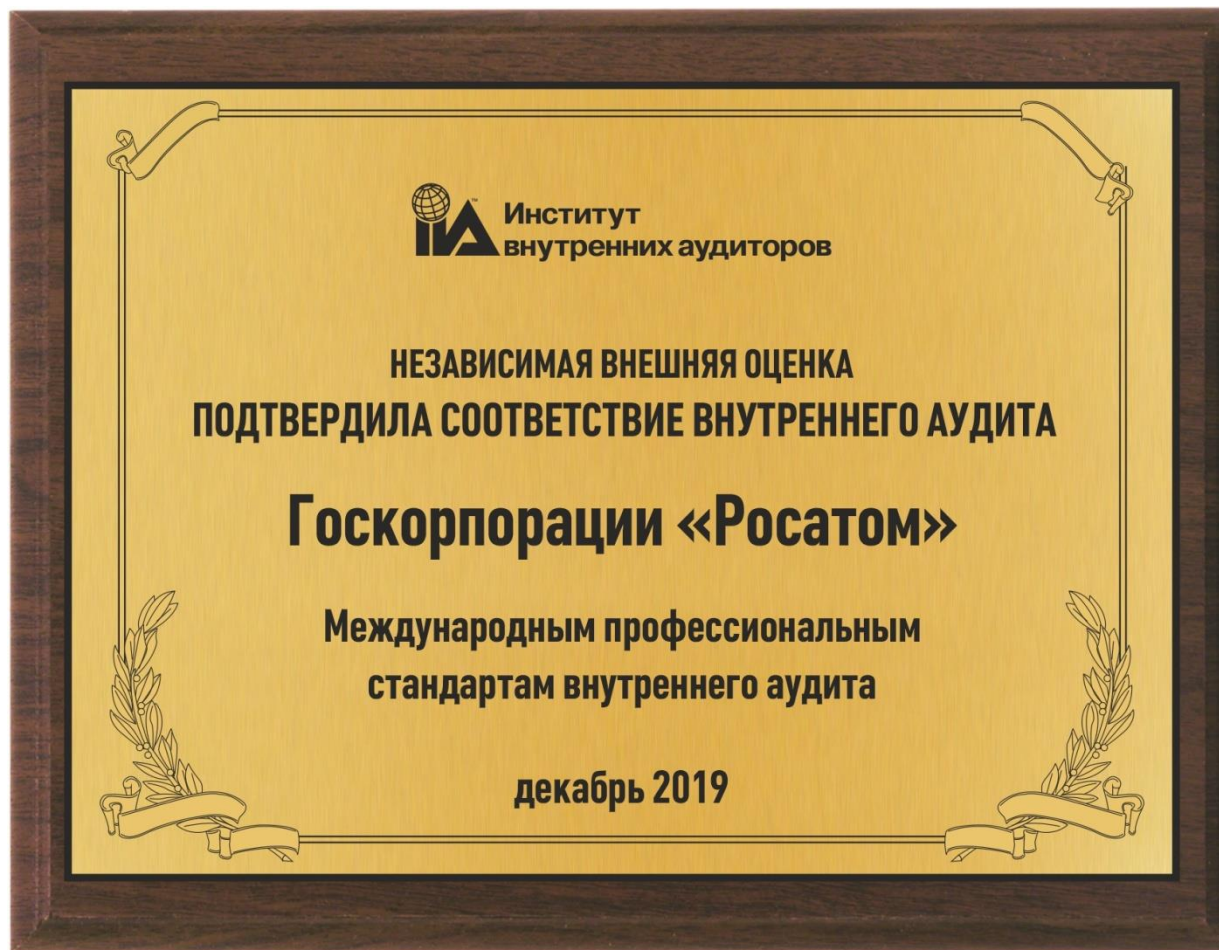 IIA Институт
внутренних аудиторов
НЕЗАВИСИМАЯ ВНЕШНЯЯ ОЦЕНКА
ПОДТВЕРДИЛА СООТВЕТСТВИЕ ВНУТРЕННЕГО АУДИТА
Госкорпорации «Росатом»
Международным профессиональным
стандартам внутреннего аудита
декабрь 2019